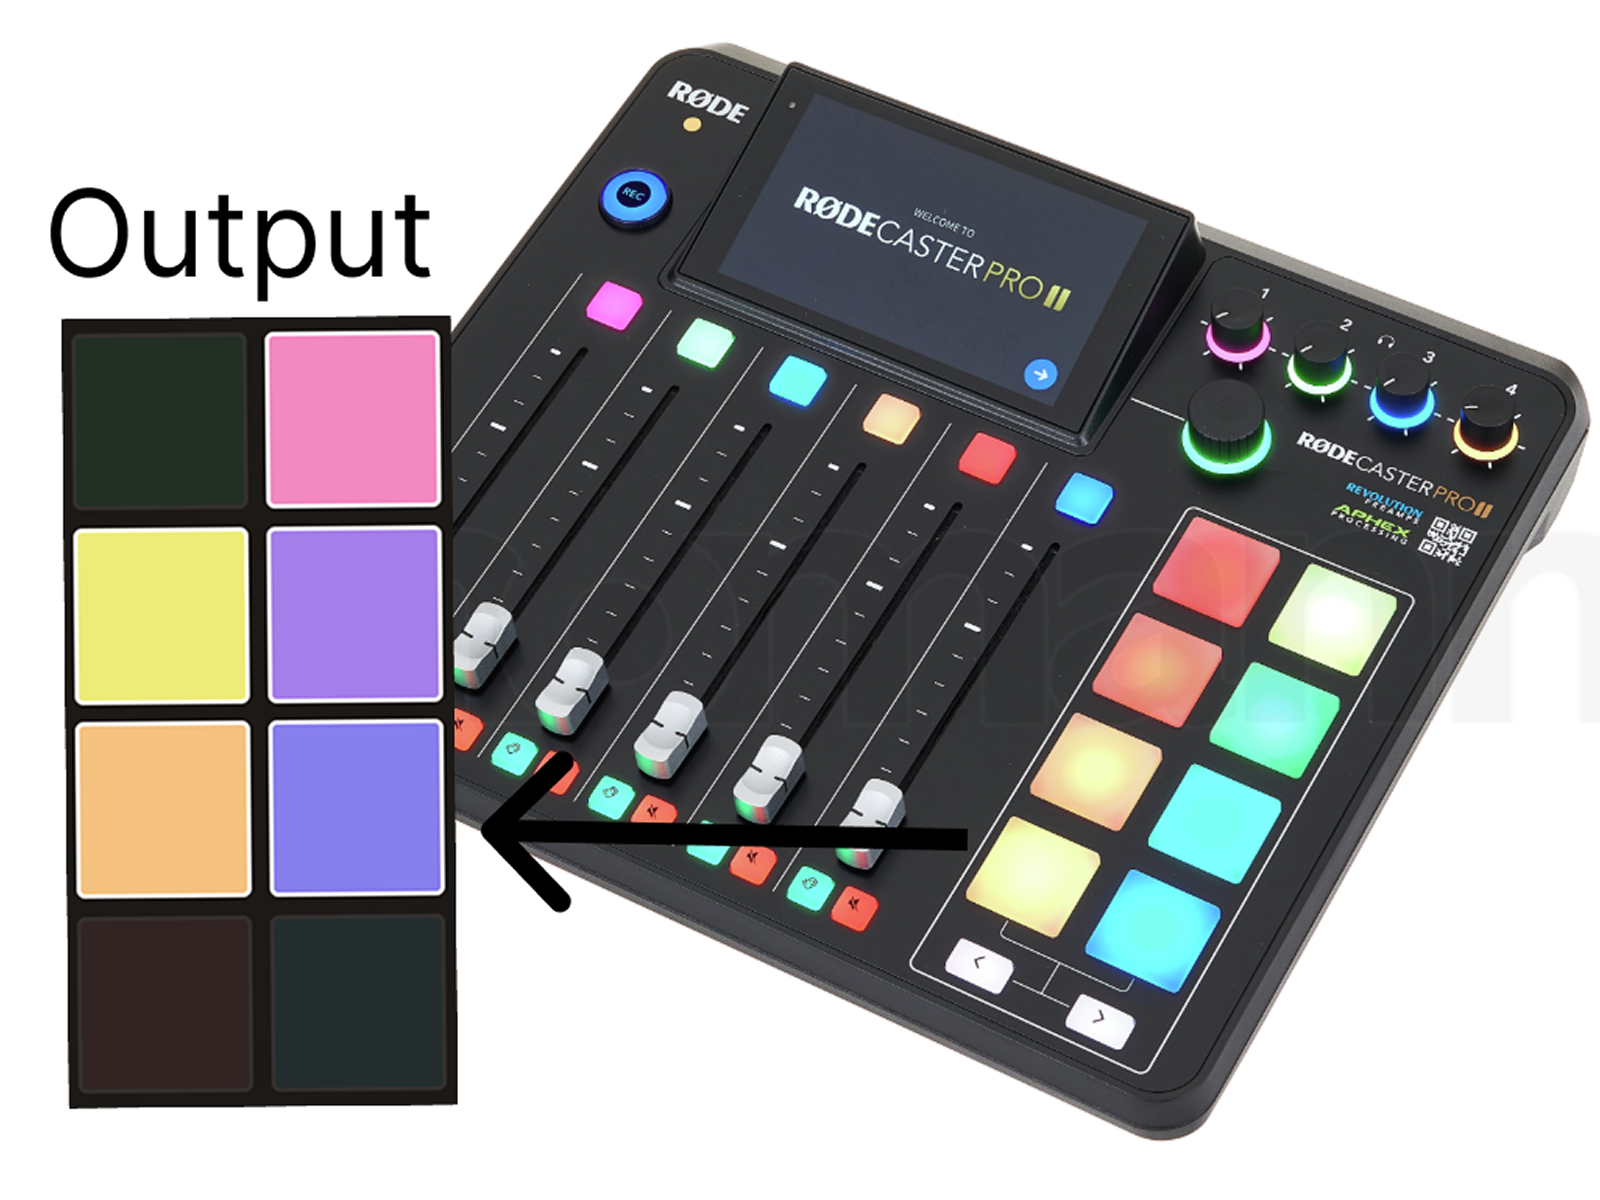 Output
RØDE
REC
WELCOME TO
RØDECASTER PRO II
1
2
3
4
RØDECASTER PRO II
REVOLUTION
PREAMPS
APHEX
PROCESSING